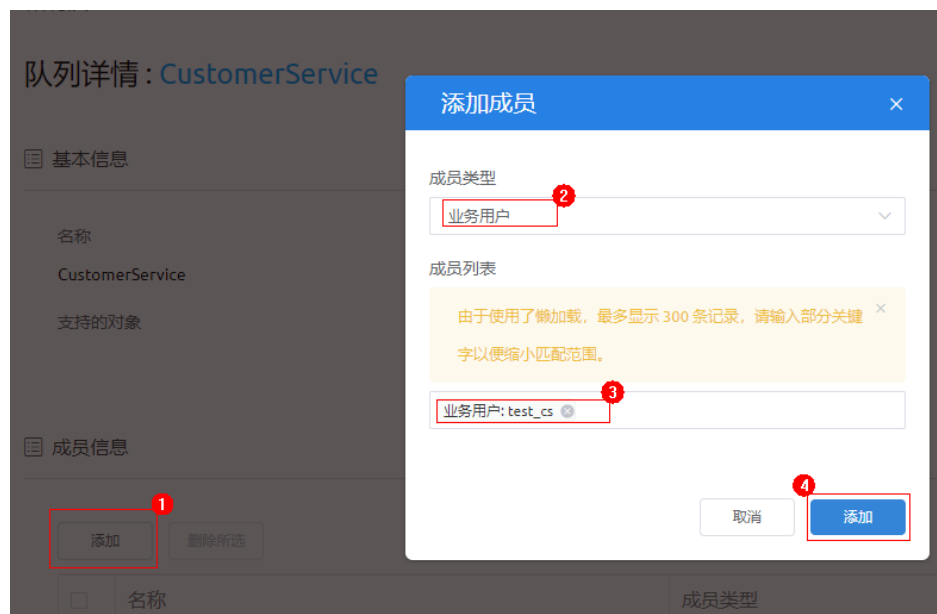 队列详情 : CustomerService
添加成员
基本信息
成员类型
2
业务用户
名称
CustomerService
成员列表
支持的对象
由于使用了懒加载，最多显示 300 条记录，请输入部分关键
字以便缩小匹配范围。
3
业务用户: test_cs
成员信息
1
4
添加
删除所选
取消
添加
名称
成员类型